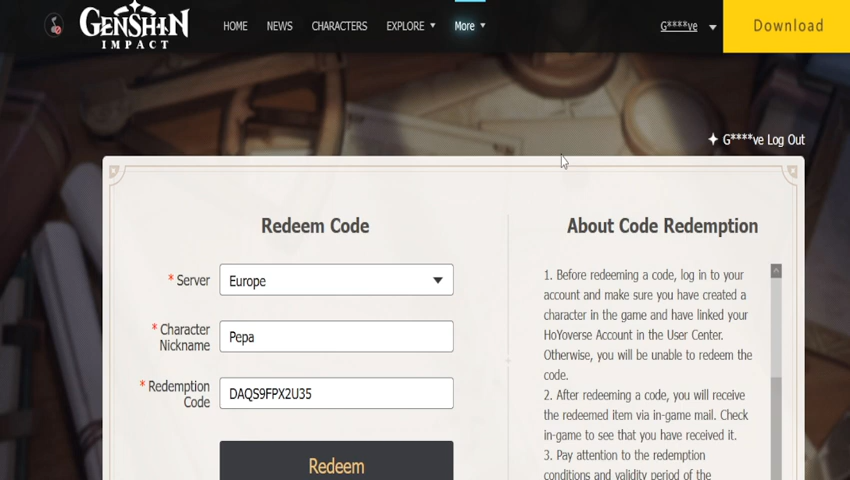 GENSHIN
IMPACT
HOME NEWS CHARACTERS EXPLORE More G****ve Download
G****ve Log Out
Redeem Code
* Server Europe
* Character
Nickname
Pepa
* Redemption
Code
DAQS9FPX2U35
Redeem
About Code Redemption
1. Before redeeming a code, log in to your
account and make sure you have created a
character in the game and have linked your
HoYoverse Account in the User Center.
Otherwise, you will be unable to redeem the
code.
2. After redeeming a code, you will receive
the redeemed item via in-game mail. Check
in-game to see that you have received it.
3. Pay attention to the redemption
conditions and validity period of the